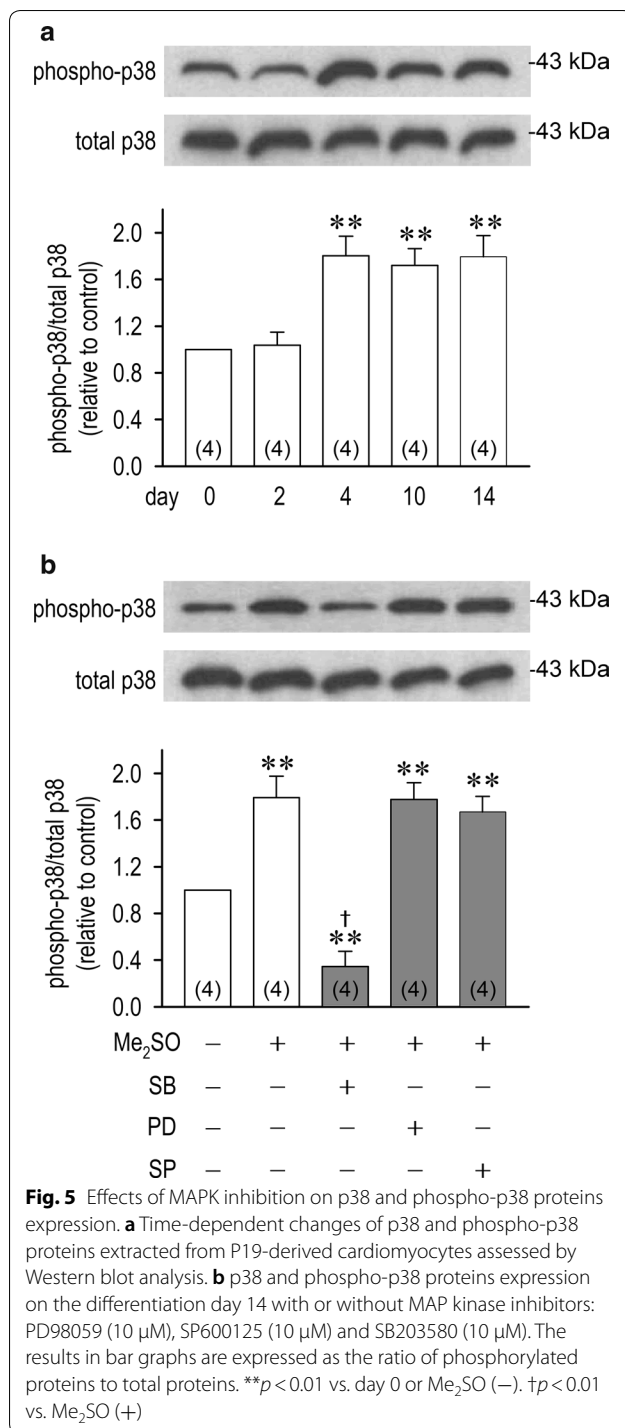 a
phospho-p38
-43 kDa
total p38
-43 kDa
phospho-p38/total p38
(relative to control)
2.0
1.6
1.2
0.8
0.4
0.0
** ** **
(4) (4) (4) (4) (4)
day 0 2 4 10 14
b
phospho-p38
-43 kDa
total p38
-43 kDa
phospho-p38/total p38
(relative to control)
2.0
1.6
1.2
0.8
0.4
0.0
** † ** ** **
(4) (4) (4) (4) (4)
Me₂SO − + + + +
SB − − + − −
PD − − − + −
SP − − − − +
Fig. 5 Effects of MAPK inhibition on p38 and phospho-p38 proteins
expression. a Time-dependent changes of p38 and phospho-p38
proteins extracted from P19-derived cardiomyocytes assessed by
Western blot analysis. b p38 and phospho-p38 proteins expression
on the differentiation day 14 with or without MAP kinase inhibitors:
PD98059 (10 μM), SP600125 (10 μM) and SB203580 (10 μM). The
results in bar graphs are expressed as the ratio of phosphorylated
proteins to total proteins. **p < 0.01 vs. day 0 or Me₂SO (−). †p < 0.01
vs. Me₂SO (+)